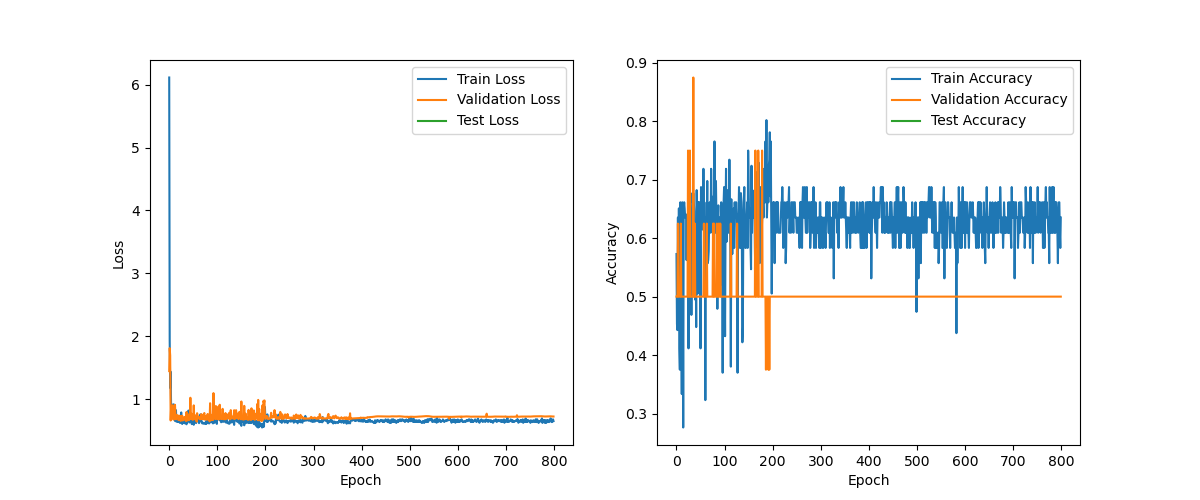 6
5
4
3
2
1
Loss
0 100 200 300 400 500 600 700 800
Epoch
Train Loss
Validation Loss
Test Loss
0.9
0.8
0.7
0.6
0.5
0.4
0.3
Accuracy
0 100 200 300 400 500 600 700 800
Epoch
Train Accuracy
Validation Accuracy
Test Accuracy